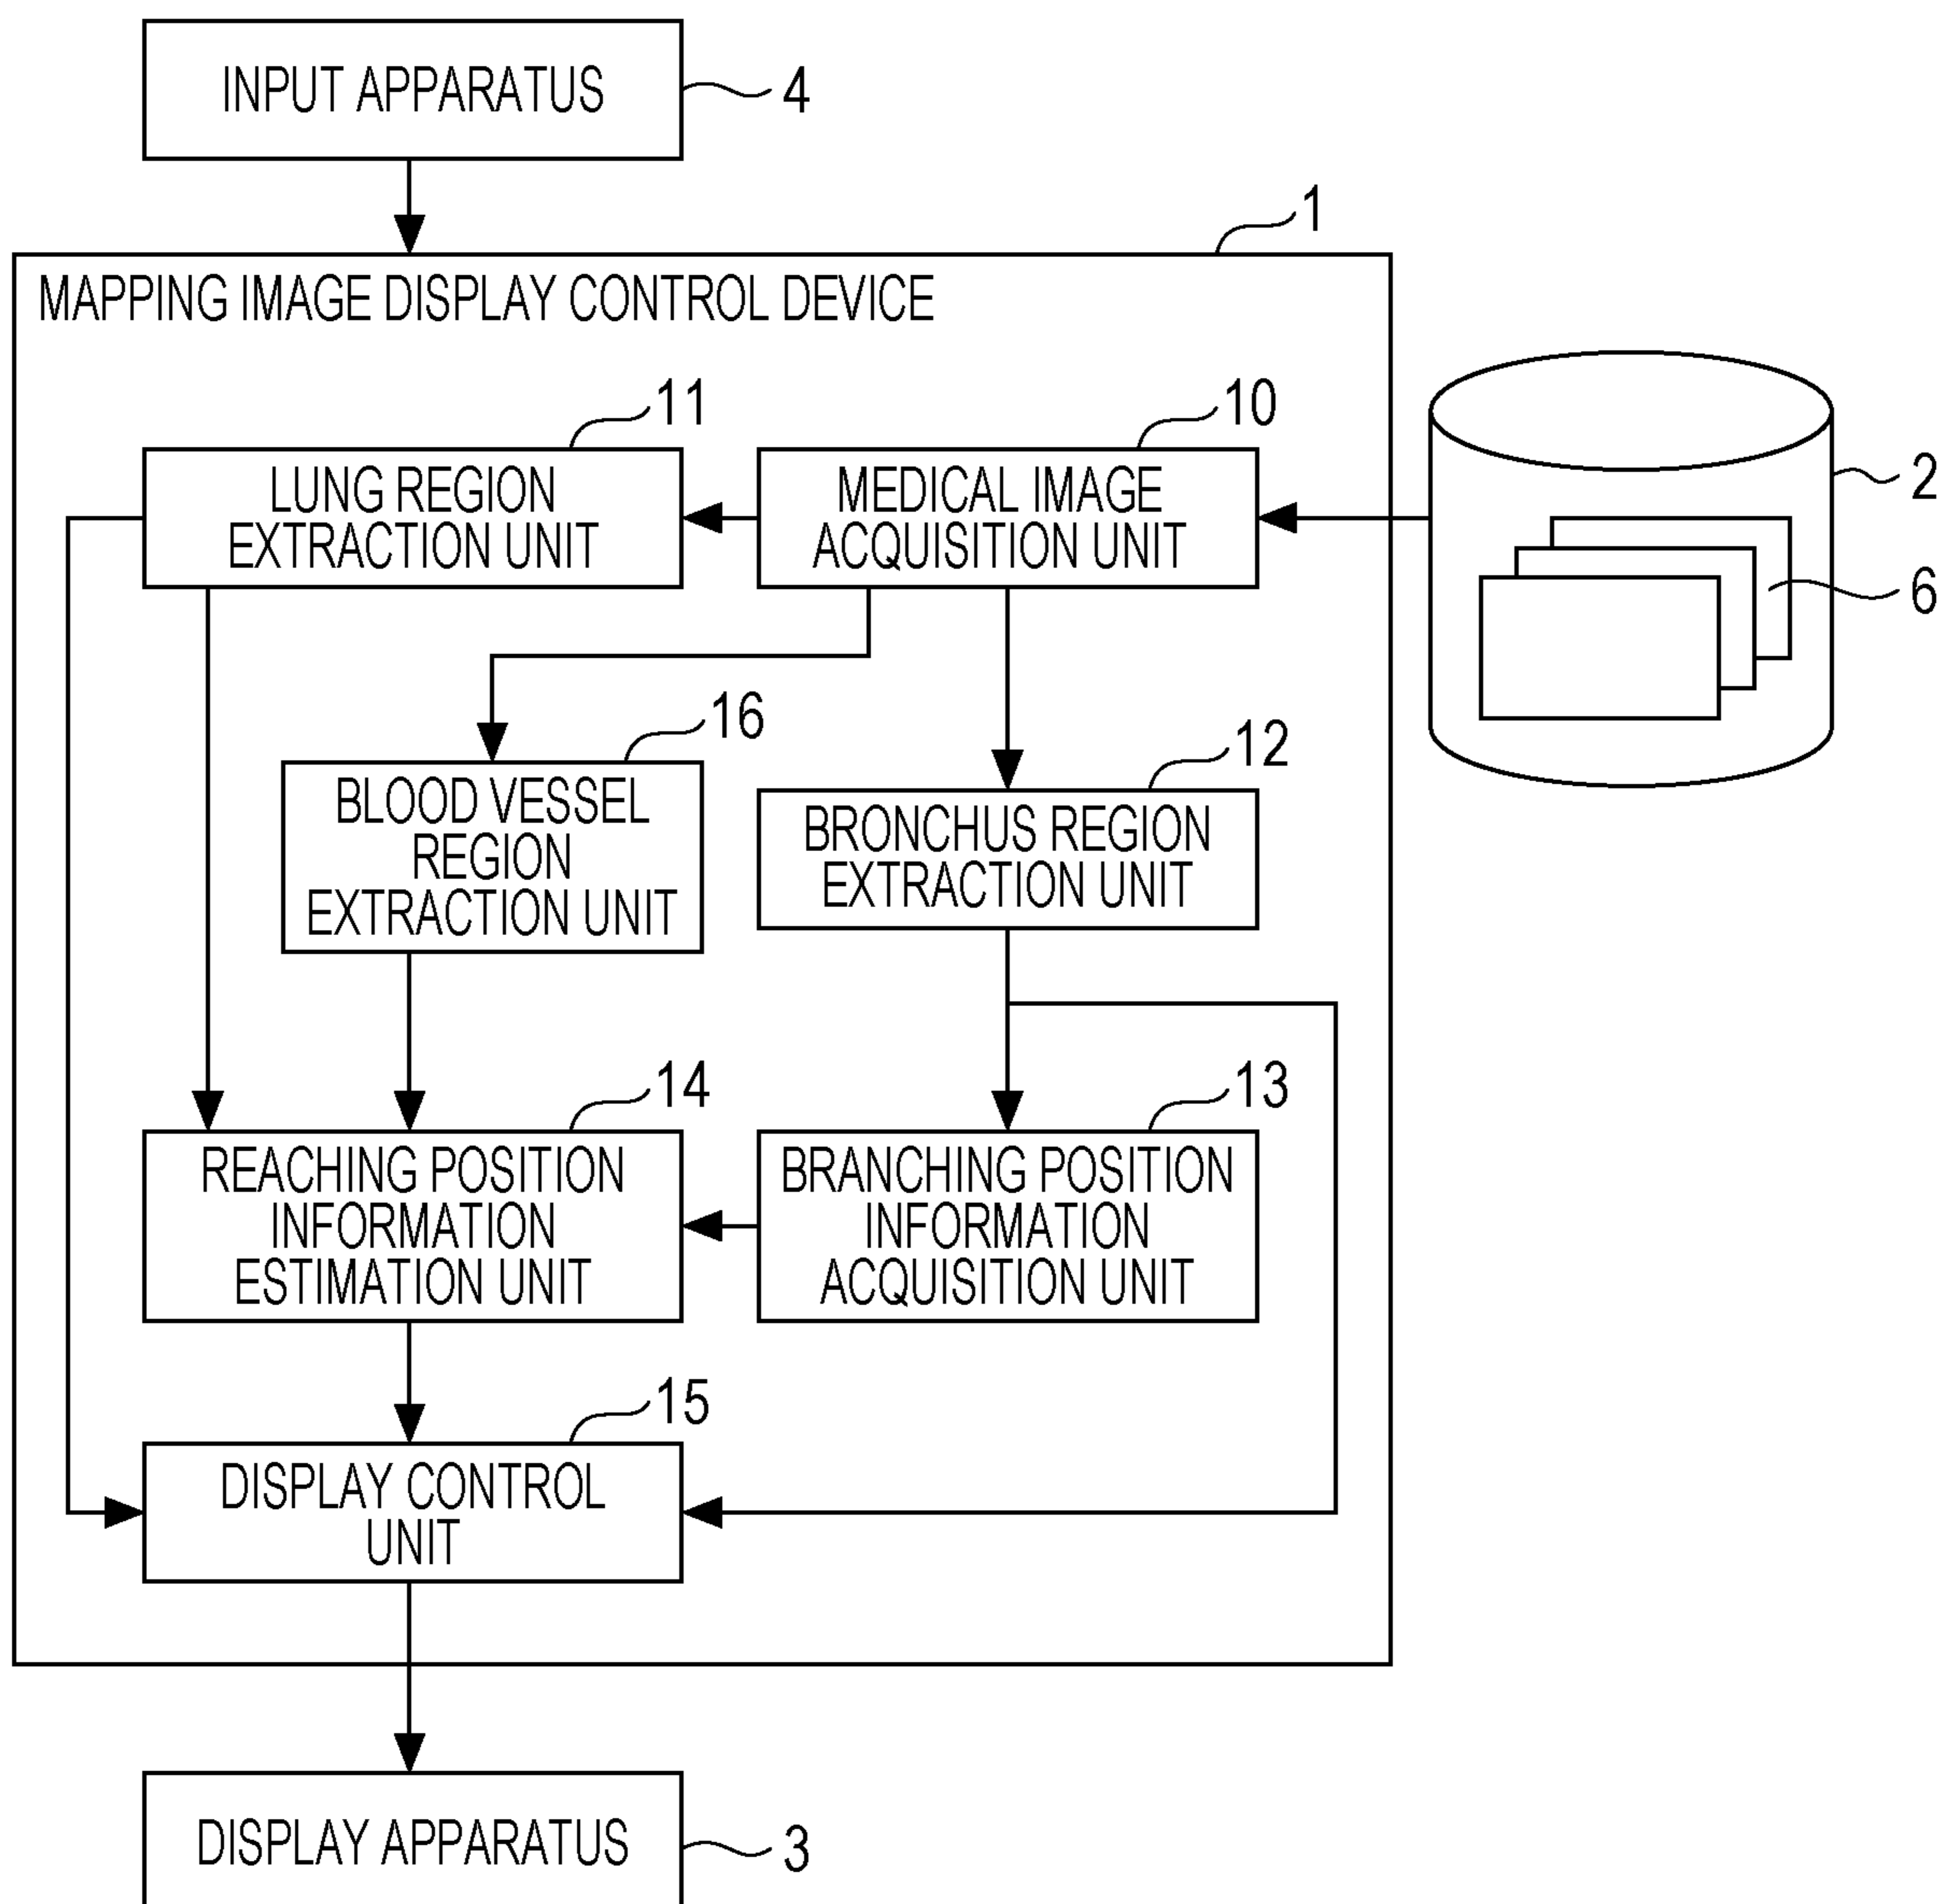 INPUT APPARATUS
4
1
MAPPING IMAGE DISPLAY CONTROL DEVICE
11
10
LUNG REGION
EXTRACTION UNIT
MEDICAL IMAGE
ACQUISITION UNIT
2
6
16
12
BLOOD VESSEL
REGION
EXTRACTION UNIT
BRONCHUS REGION
EXTRACTION UNIT
14
13
REACHING POSITION
INFORMATION
ESTIMATION UNIT
BRANCHING POSITION
INFORMATION
ACQUISITION UNIT
15
DISPLAY CONTROL
UNIT
DISPLAY APPARATUS
3